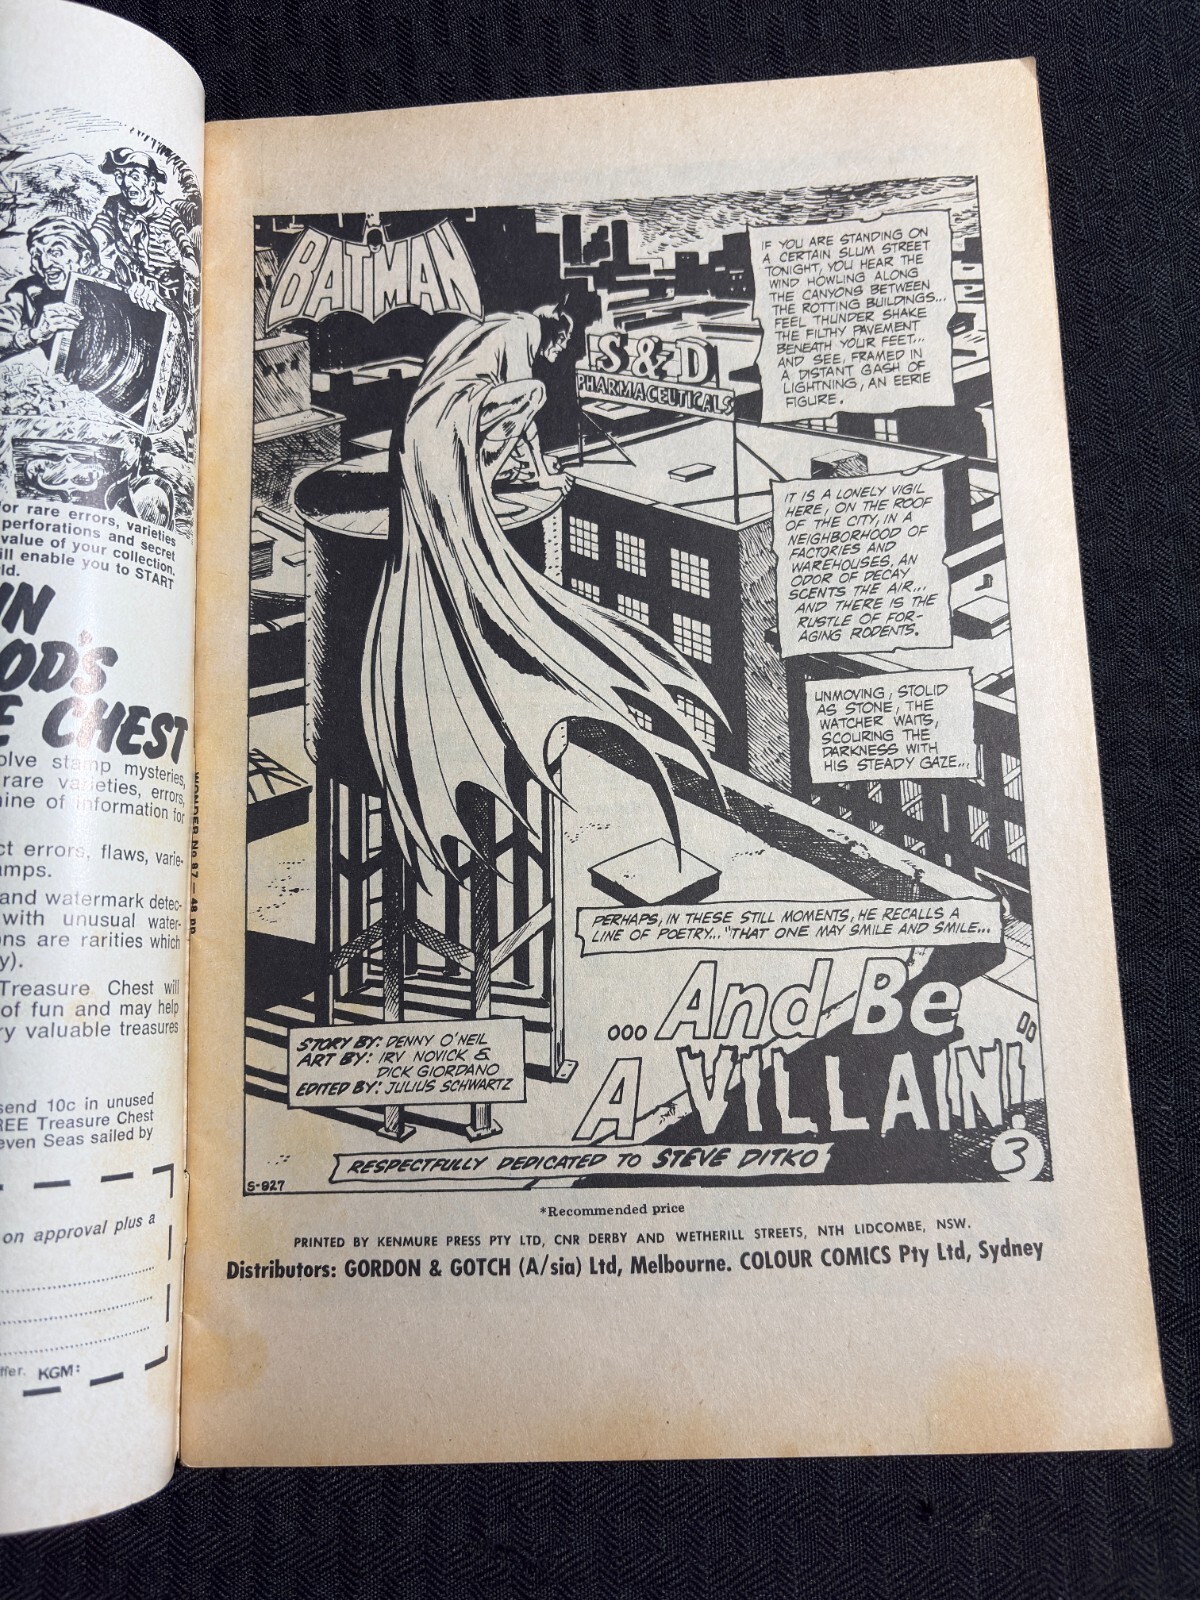 for rare errors, varieties
perforations and secret
value of your collection.
ill enable you to START
ld.
IN
OD'S
E CHEST
olve stamp mysteries,
rare varieties, errors,
mine of information for
ct errors, flaws, varie-
amps.
and watermark detec-
with unusual water-
ons are rarities which
y).
Treasure Chest will
of fun and may help
ry valuable treasures
send 10c in unused
REE Treasure Chest
even Seas sailed by
on approval plus a
ffer. KGM:
WONDER No 87 — 48 pp
BATMAN
IF YOU ARE STANDING ON
A CERTAIN SLUM STREET
TONIGHT, YOU HEAR THE
WIND HOWLING ALONG
THE CANYONS BETWEEN
THE ROTTING BUILDINGS...
FEEL THUNDER SHAKE
THE FILTHY PAVEMENT
BENEATH YOUR FEET...
AND SEE, FRAMED IN
A DISTANT GASH OF
LIGHTNING, AN EERIE
FIGURE.
S. & D.
PHARMACEUTICALS
IT IS A LONELY VIGIL
HERE, ON THE ROOF
OF THE CITY, IN A
NEIGHBORHOOD OF
FACTORIES AND
WAREHOUSES, AN
ODOR OF DECAY
SCENTS THE AIR...
AND THERE IS THE
RUSTLE OF FOR-
AGING RODENTS.
UNMOVING, STOLID
AS STONE, THE
WATCHER WAITS,
SCOURING THE
DARKNESS WITH
HIS STEADY GAZE...
PERHAPS, IN THESE STILL MOMENTS, HE RECALLS A
LINE OF POETRY... "THAT ONE MAY SMILE AND SMILE...
... And Be
A VILLAIN!
STORY BY: DENNY O'NEIL
ART BY: IRV NOVICK &
DICK GIORDANO
EDITED BY: JULIUS SCHWARTZ
RESPECTFULLY DEDICATED TO STEVE DITKO
3
S-927
*Recommended price
PRINTED BY KENMURE PRESS PTY LTD, CNR DERBY AND WETHERILL STREETS, NTH LIDCOMBE, NSW.
Distributors: GORDON & GOTCH (A/sia) Ltd, Melbourne. COLOUR COMICS Pty Ltd, Sydney